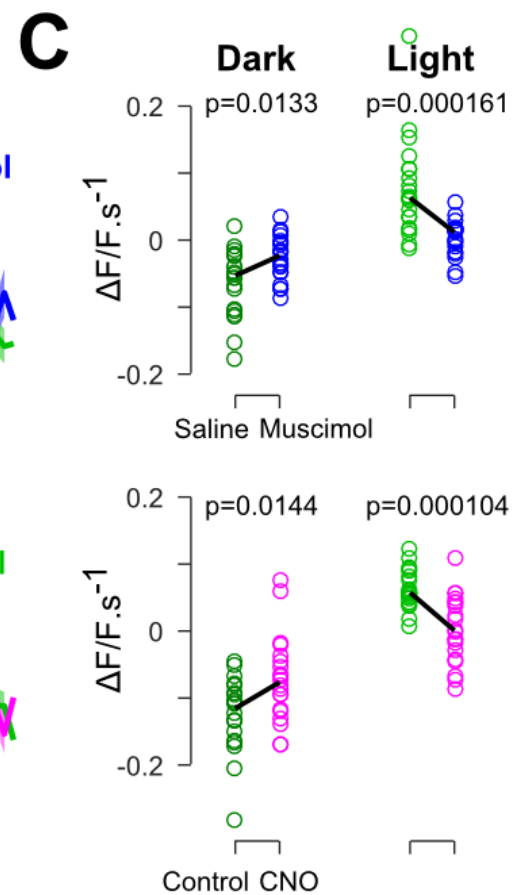 C
Dark Light
p=0.0133 p=0.000161
0.2
0
-0.2
ΔF/F.s⁻¹
Saline Muscimol
p=0.0144 p=0.000104
0.2
0
-0.2
ΔF/F.s⁻¹
Control CNO